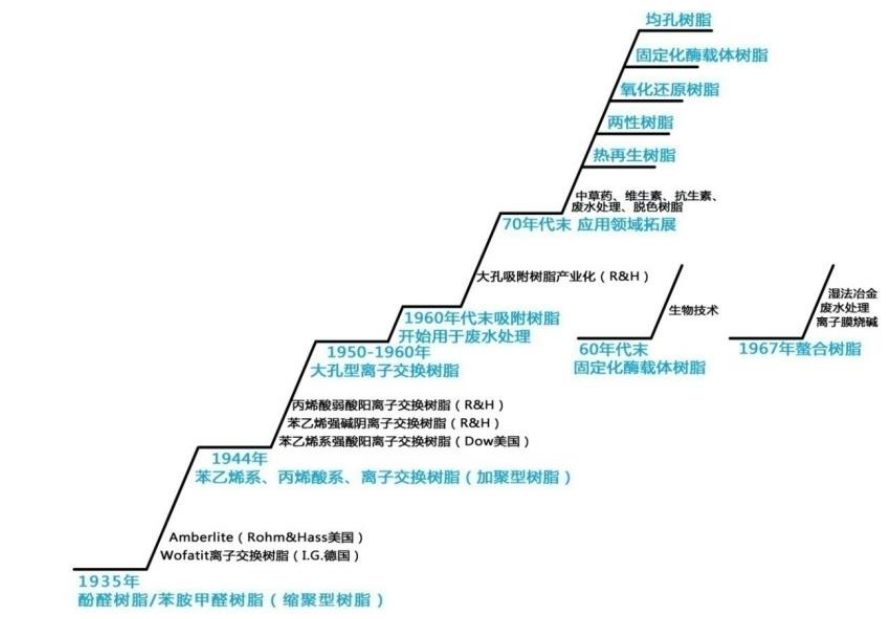 均孔树脂
固定化酶载体树脂
氧化还原树脂
两性树脂
热再生树脂
中草药、维生素、抗生素、
废水处理、脱色树脂
70年代末 应用领域拓展
大孔吸附树脂产业化（R&H）
1960年代末吸附树脂
开始用于废水处理
生物技术
60年代末
固定化酶载体树脂
湿法冶金
废水处理
离子膜烧碱
1967年螯合树脂
1950-1960年
大孔型离子交换树脂
丙烯酸弱酸阳离子交换树脂（R&H）
苯乙烯强碱阴离子交换树脂（R&H）
苯乙烯系强酸阳离子交换树脂（Dow美国）
1944年
苯乙烯系、丙烯酸系、离子交换树脂（加聚型树脂）
Amberlite（Rohm&Hass美国）
Wofatit离子交换树脂（I.G.德国）
1935年
酚醛树脂/苯胺甲醛树脂（缩聚型树脂）